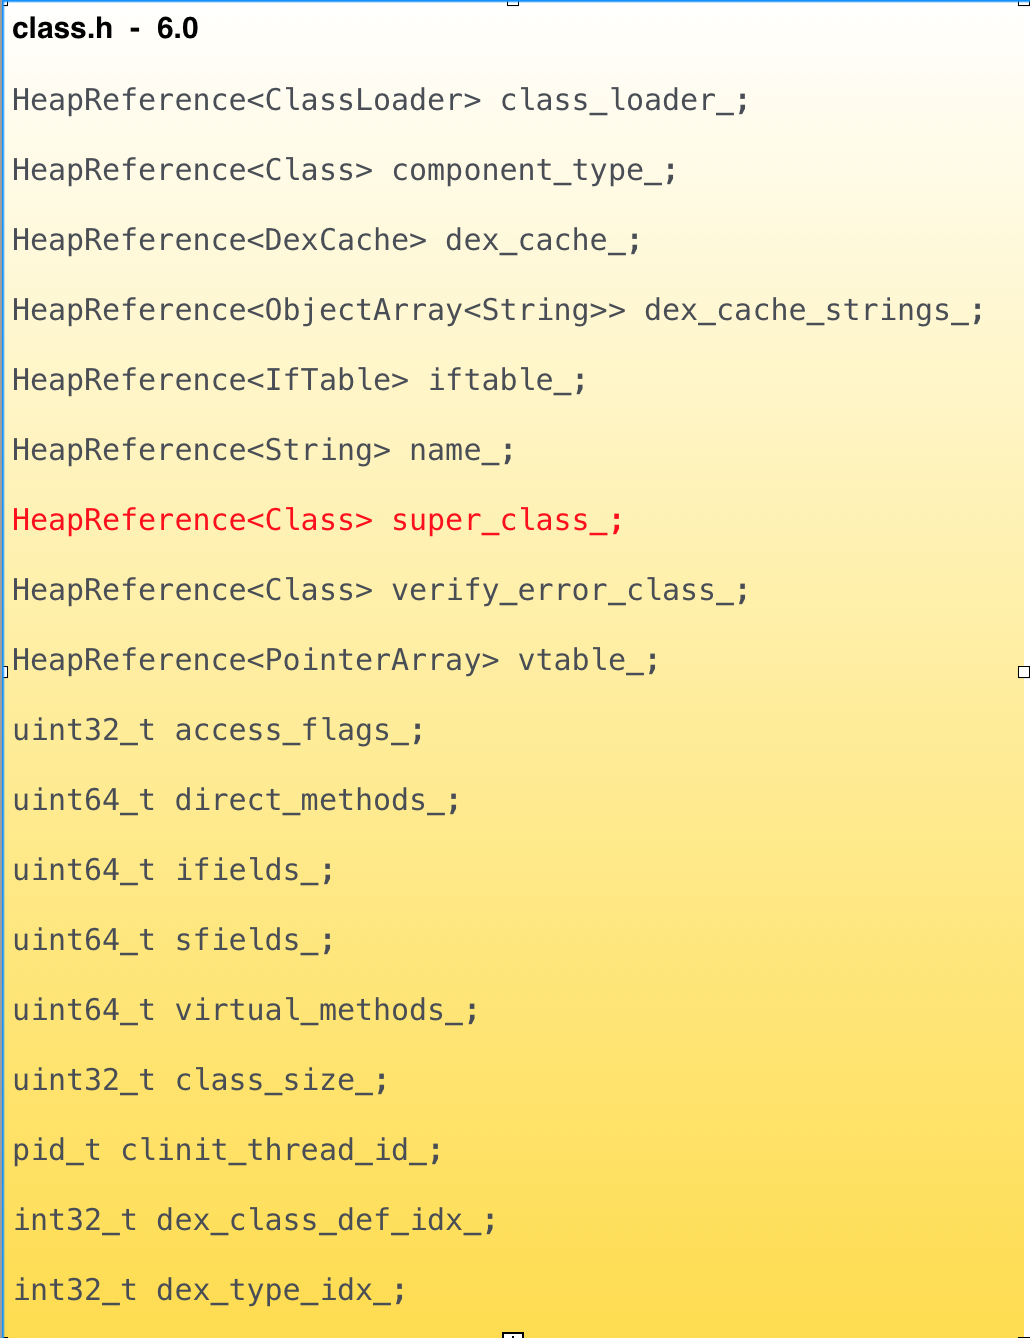 class.h - 6.0
HeapReference<ClassLoader> class_loader_;
HeapReference<Class> component_type_;
HeapReference<DexCache> dex_cache_;
HeapReference<ObjectArray<String>> dex_cache_strings_;
HeapReference<IfTable> iftable_;
HeapReference<String> name_;
HeapReference<Class> super_class_;
HeapReference<Class> verify_error_class_;
HeapReference<PointerArray> vtable_;
uint32_t access_flags_;
uint64_t direct_methods_;
uint64_t ifields_;
uint64_t sfields_;
uint64_t virtual_methods_;
uint32_t class_size_;
pid_t clinit_thread_id_;
int32_t dex_class_def_idx_;
int32_t dex_type_idx_;